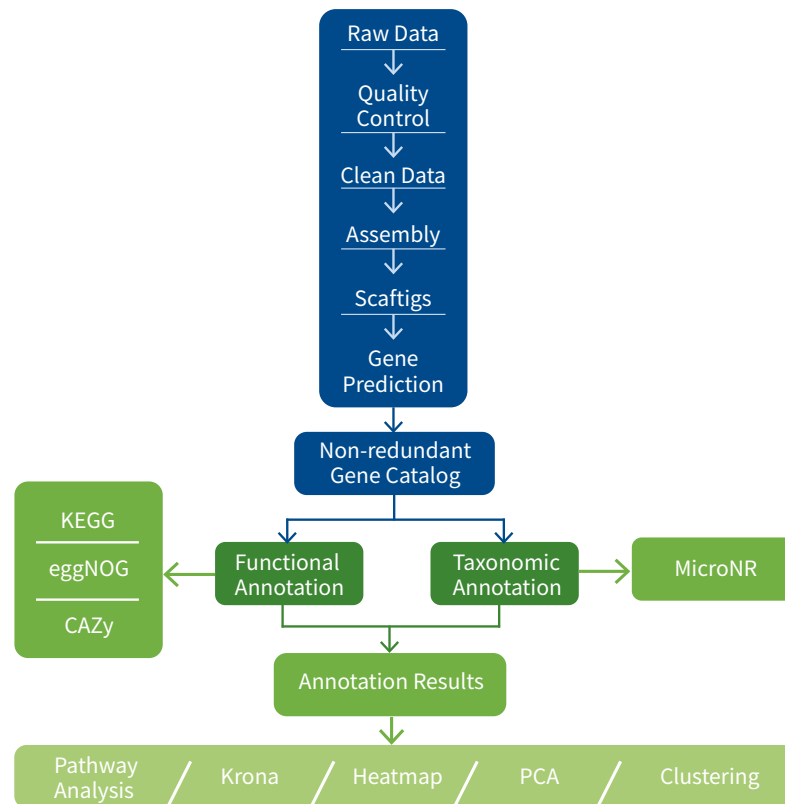 Raw Data
Quality
Control
Clean Data
Assembly
Scaftigs
Gene
Prediction
Non-redundant
Gene Catalog
KEGG
eggNOG
CAZy
Functional
Annotation
Taxonomic
Annotation
MicroNR
Annotation Results
Pathway
Analysis
Krona
Heatmap
PCA
Clustering